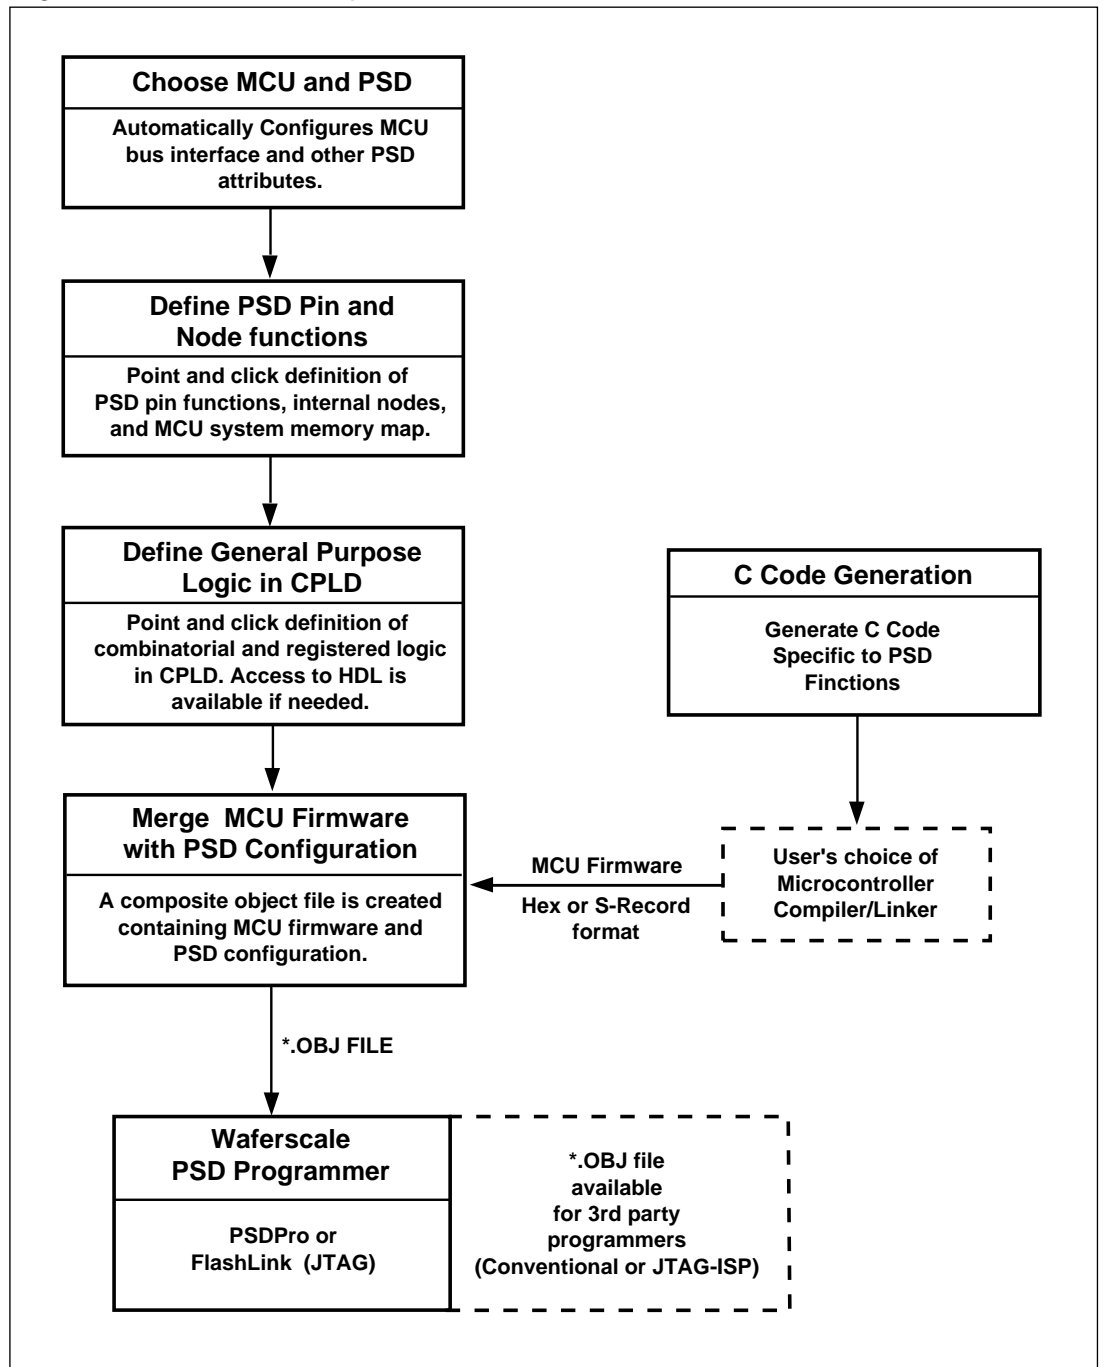 Choose MCU and PSD
Automatically Configures MCU
bus interface and other PSD
attributes.
Define PSD Pin and
Node functions
Point and click definition of
PSD pin functions, internal nodes,
and MCU system memory map.
Define General Purpose
Logic in CPLD
Point and click definition of
combinatorial and registered logic
in CPLD. Access to HDL is
available if needed.
C Code Generation
Generate C Code
Specific to PSD
Finctions
Merge MCU Firmware
with PSD Configuration
A composite object file is created
containing MCU firmware and
PSD configuration.
MCU Firmware
Hex or S-Record
format
User's choice of
Microcontroller
Compiler/Linker
*.OBJ FILE
Waferscale
PSD Programmer
PSDPro or
FlashLink (JTAG)
*.OBJ file
available
for 3rd party
programmers
(Conventional or JTAG-ISP)